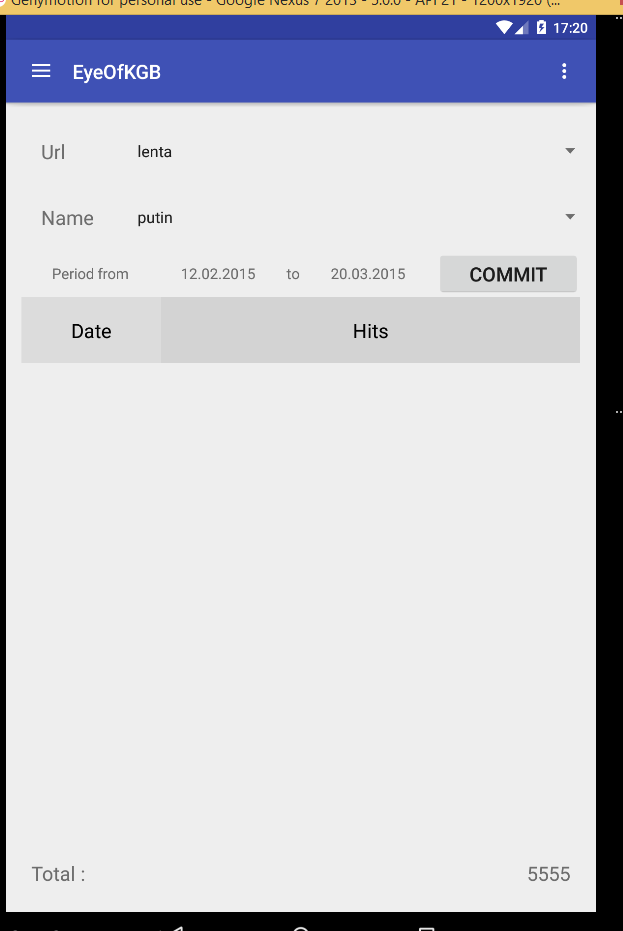 Genymotion for personal use - Google Nexus 7 2013 - 5.0.0 - API 21 - 1200x1920 (...
17:20
EyeOfKGB
Url lenta
Name putin
Period from 12.02.2015 to 20.03.2015 COMMIT
Date Hits
Total : 5555